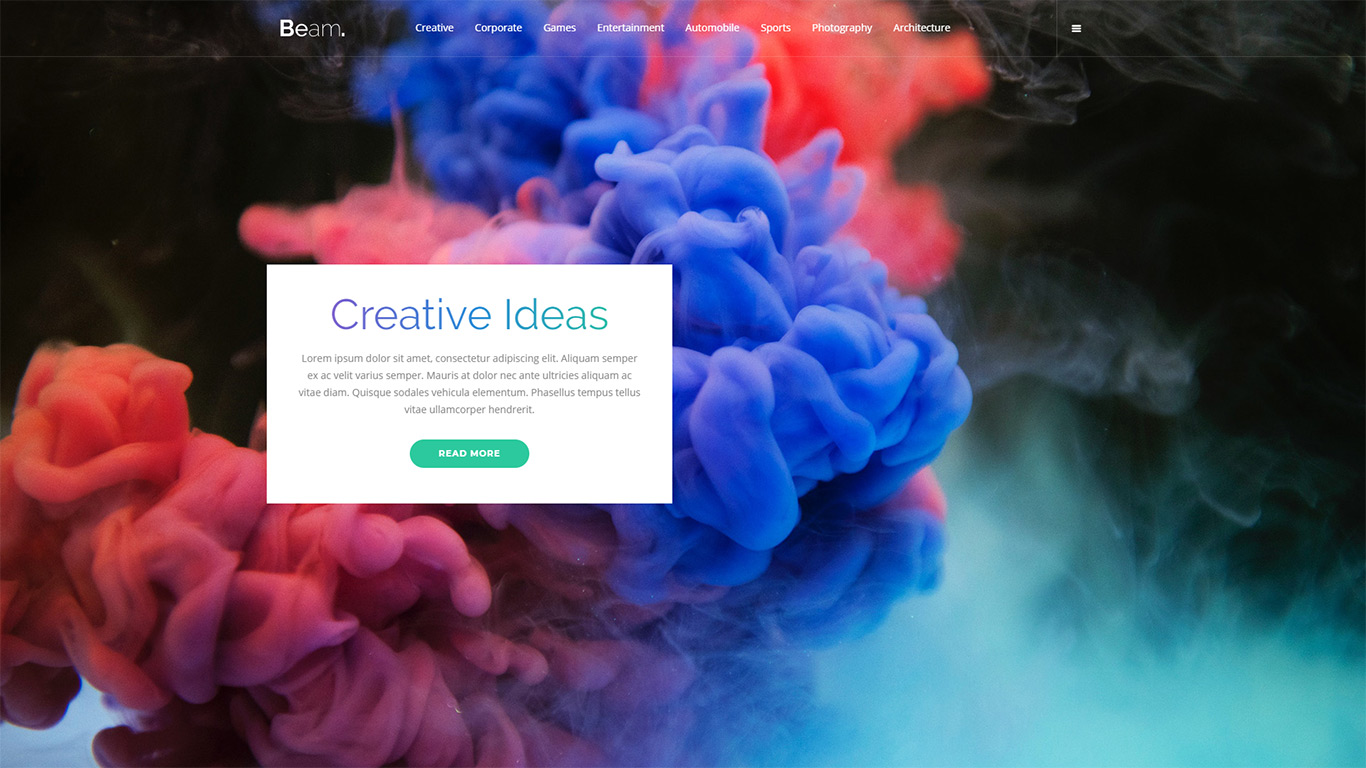 Beam.
Creative Corporate Games Entertainment Automobile Sports Photography Architecture
Creative Ideas
Lorem ipsum dolor sit amet, consectetur adipiscing elit. Aliquam semper
ex ac velit varius semper. Mauris at dolor nec ante ultricies aliquam ac
vitae diam. Quisque sodales vehicula elementum. Phasellus tempus tellus
vitae ullamcorper hendrerit.
READ MORE